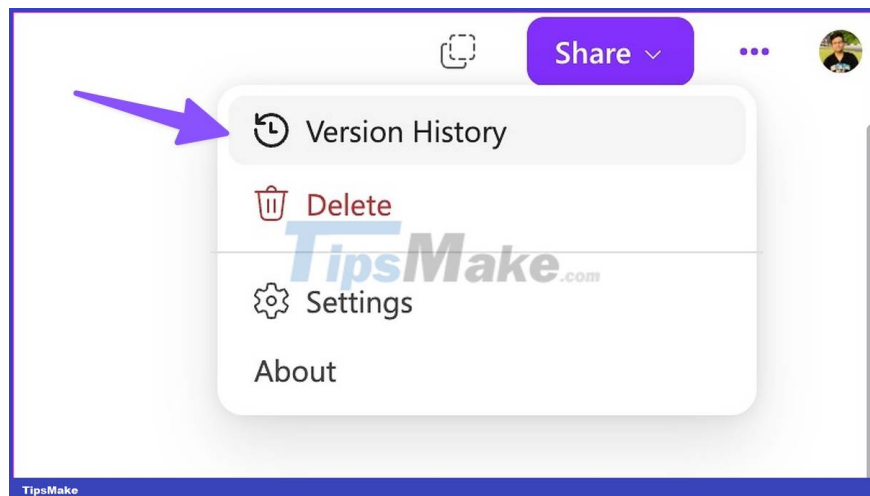 Share
Version History
Delete
TipsMake.com
Settings
About
TipsMake